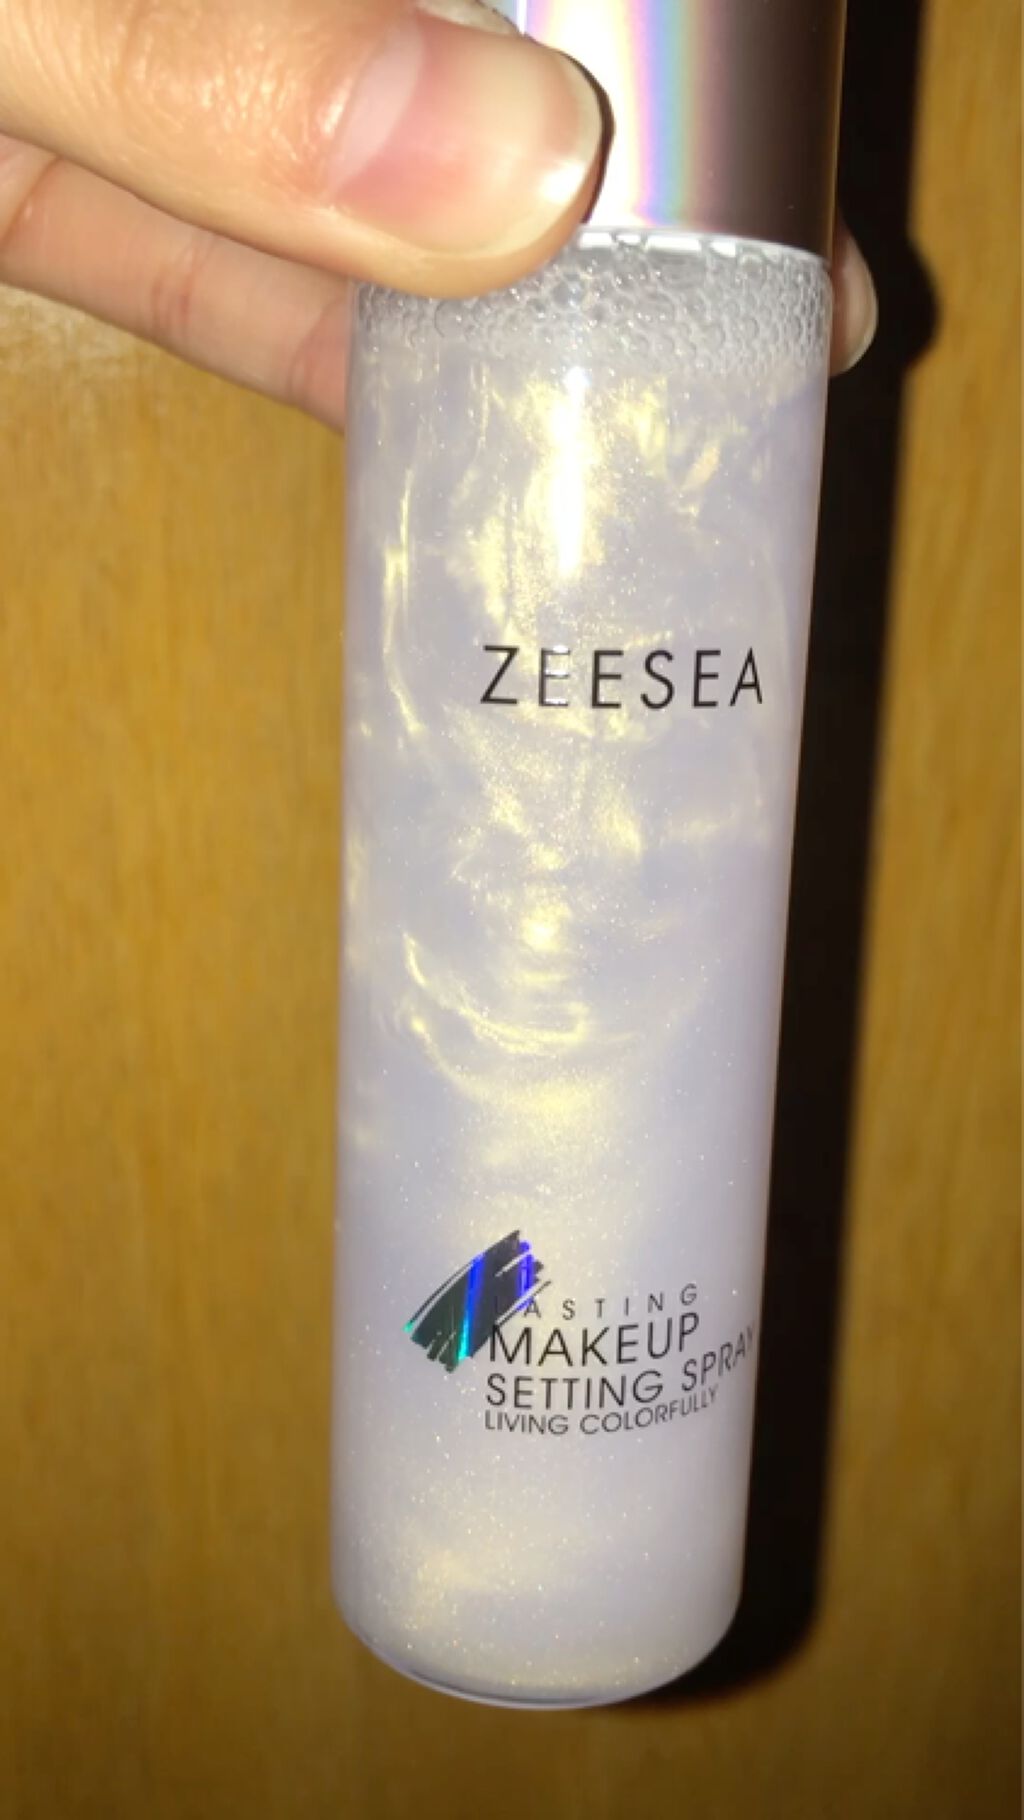 ZEESEA
LASTING
MAKEUP
SETTING SPRAY
LIVING COLORFULLY